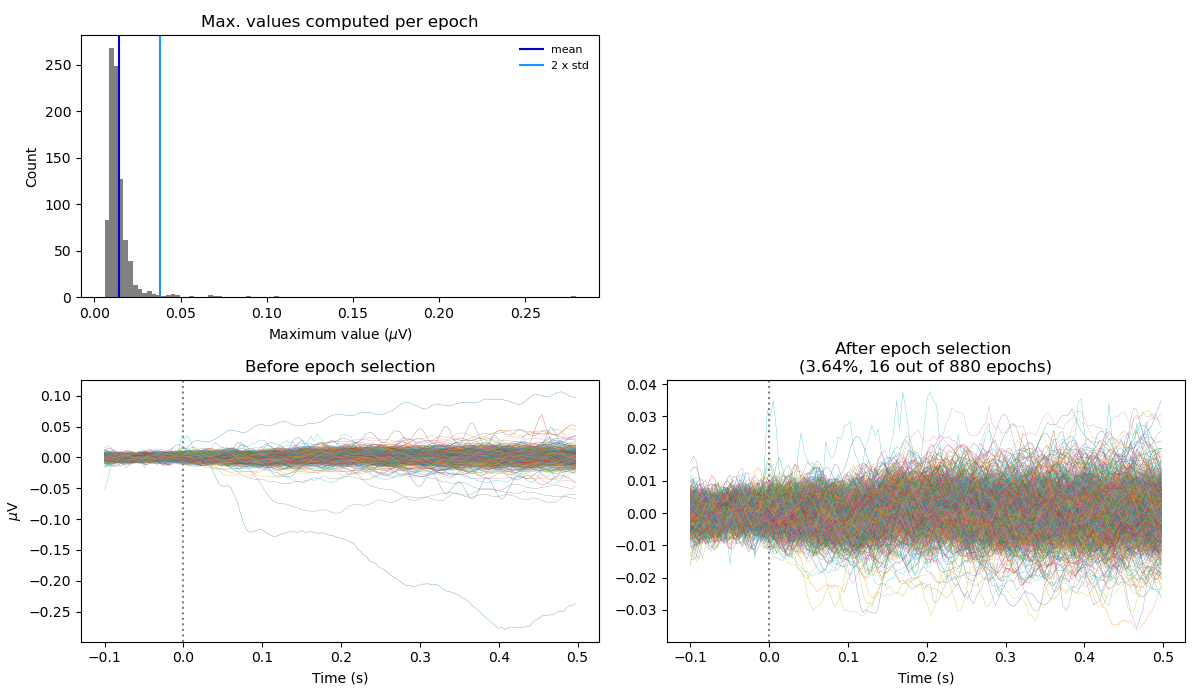 Max. values computed per epoch
mean
2 x std
250
200
150
100
50
0
Count
0.00 0.05 0.10 0.15 0.20 0.25
Maximum value (μV)
Before epoch selection
0.10
0.05
0.00
−0.05
−0.10
−0.15
−0.20
−0.25
μV
−0.1 0.0 0.1 0.2 0.3 0.4 0.5
Time (s)
After epoch selection
(3.64%, 16 out of 880 epochs)
0.04
0.03
0.02
0.01
0.00
−0.01
−0.02
−0.03
−0.1 0.0 0.1 0.2 0.3 0.4 0.5
Time (s)